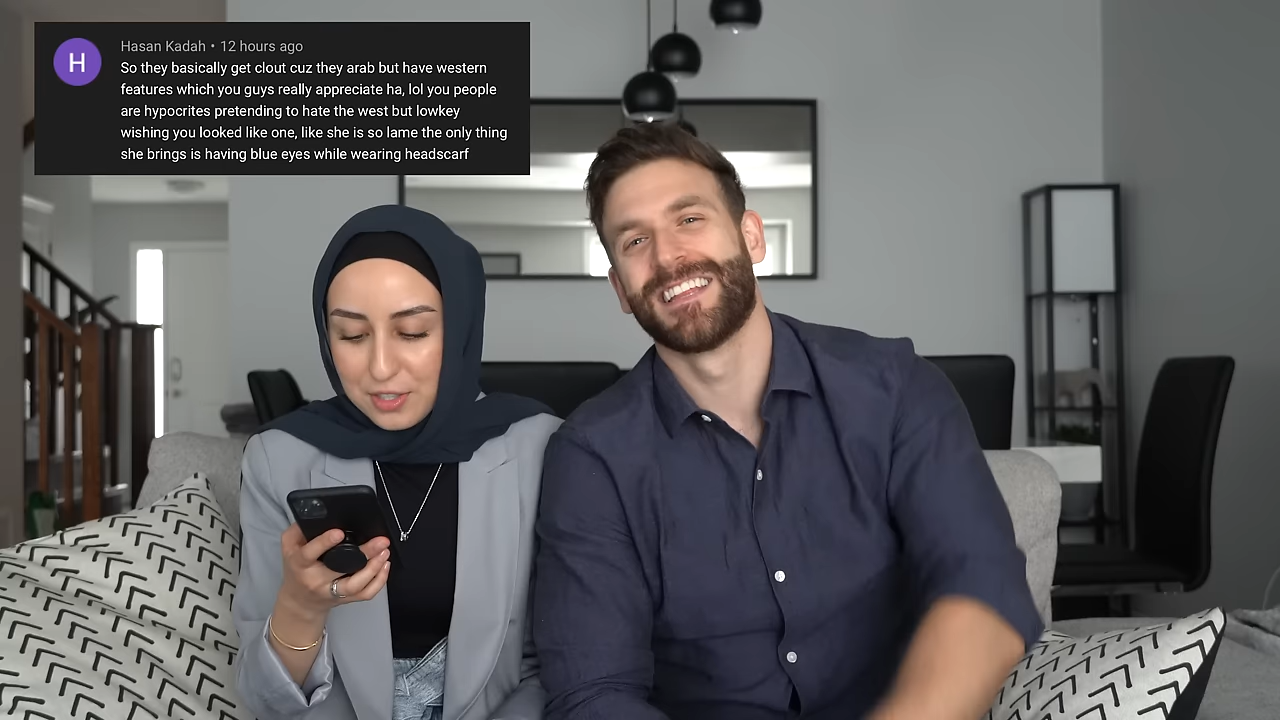 H
Hasan Kadah • 12 hours ago
So they basically get clout cuz they arab but have western
features which you guys really appreciate ha, lol you people
are hypocrites pretending to hate the west but lowkey
wishing you looked like one, like she is so lame the only thing
she brings is having blue eyes while wearing headscarf